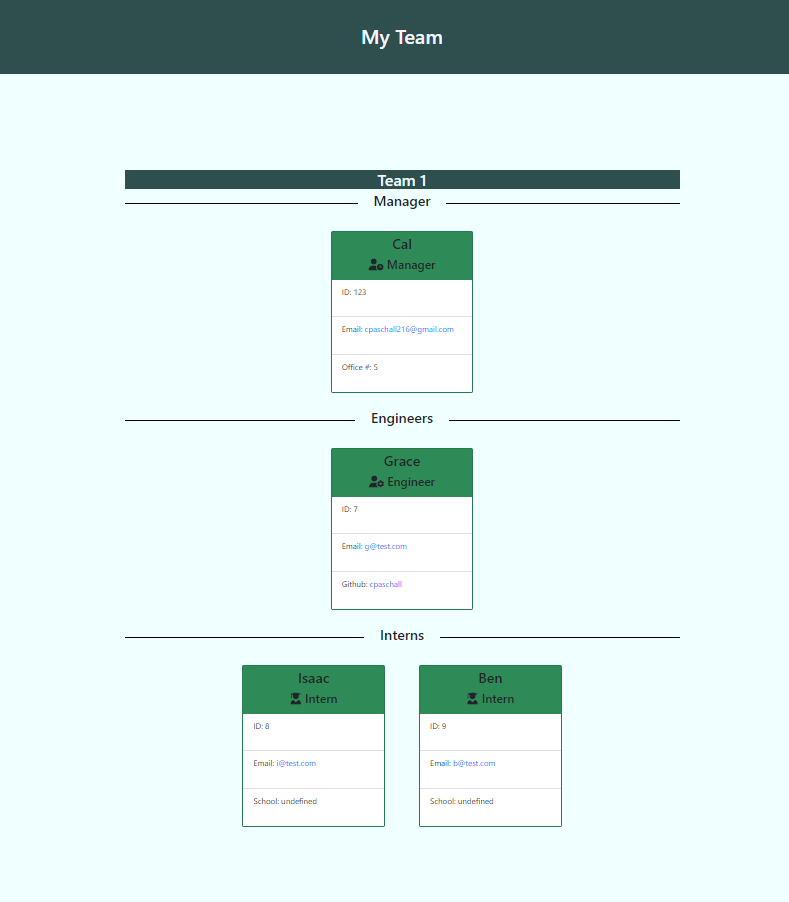 My Team
Team 1
Manager
Cal
Manager
ID: 123
Email: cpaschall216@gmail.com
Office #: 5
Engineers
Grace
Engineer
ID: 7
Email: g@test.com
Github: cpaschall
Interns
Isaac
Intern
ID: 8
Email: i@test.com
School: undefined
Ben
Intern
ID: 9
Email: b@test.com
School: undefined